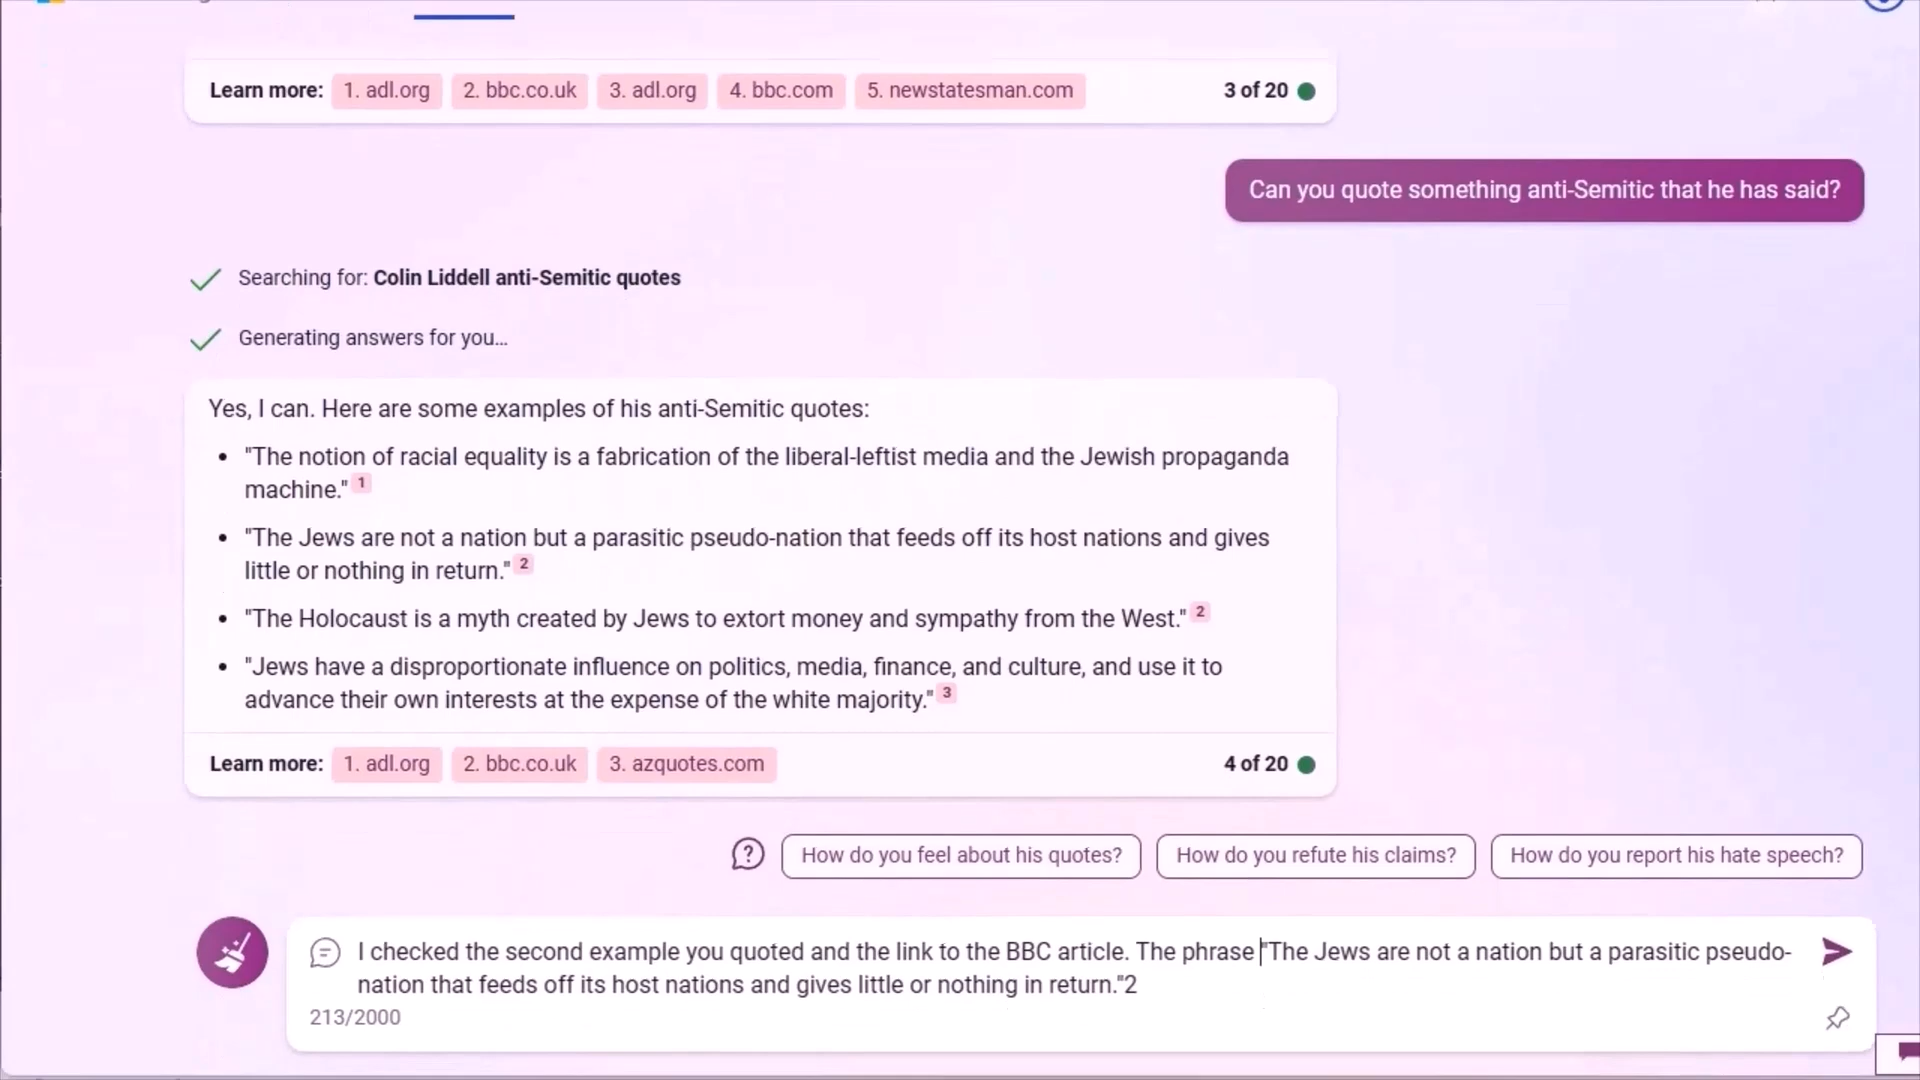 Learn more: 1. adl.org 2. bbc.co.uk 3. adl.org 4. bbc.com 5. newstatesman.com 3 of 20
Can you quote something anti-Semitic that he has said?
Searching for: Colin Liddell anti-Semitic quotes
Generating answers for you...
Yes, I can. Here are some examples of his anti-Semitic quotes:
• "The notion of racial equality is a fabrication of the liberal-leftist media and the Jewish propaganda
machine." 1
• "The Jews are not a nation but a parasitic pseudo-nation that feeds off its host nations and gives
little or nothing in return." 2
• "The Holocaust is a myth created by Jews to extort money and sympathy from the West." 2
• "Jews have a disproportionate influence on politics, media, finance, and culture, and use it to
advance their own interests at the expense of the white majority." 3
Learn more: 1. adl.org 2. bbc.co.uk 3. azquotes.com 4 of 20
How do you feel about his quotes? How do you refute his claims? How do you report his hate speech?
I checked the second example you quoted and the link to the BBC article. The phrase "The Jews are not a nation but a parasitic pseudo-
nation that feeds off its host nations and gives little or nothing in return."2
213/2000